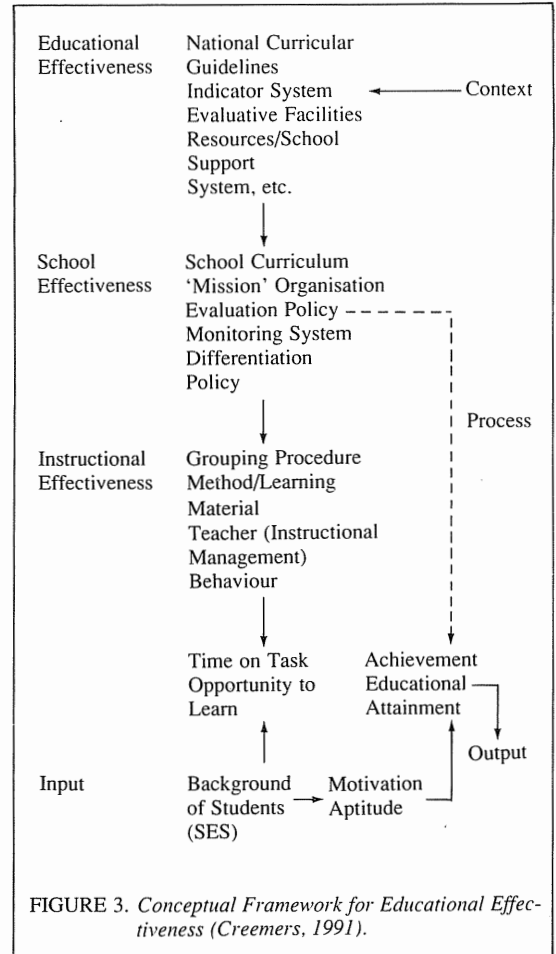 Educational National Curricular
Effectiveness Guidelines
Indicator System Context
Evaluative Facilities
Resources/School
Support
System, etc.
School School Curriculum
Effectiveness ‘Mission’ Organisation
Evaluation Policy
Monitoring System
Differentiation
Policy
Process
Instructional Grouping Procedure
Effectiveness Method/Learning
Material
Teacher (Instructional
Management)
Behaviour
Time on Task Achievement
Opportunity to Educational
Learn Attainment
Output
Input Background Motivation
of Students Aptitude
(SES)
FIGURE 3. Conceptual Framework for Educational Effec-
tiveness (Creemers, 1991).